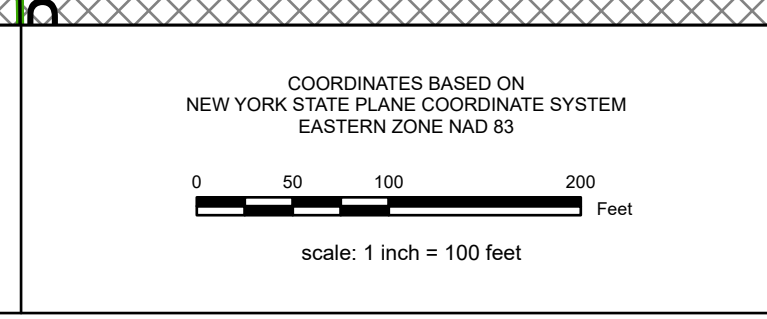 COORDINATES BASED ON
NEW YORK STATE PLANE COORDINATE SYSTEM
EASTERN ZONE NAD 83
0 50 100 200
Feet
scale: 1 inch = 100 feet